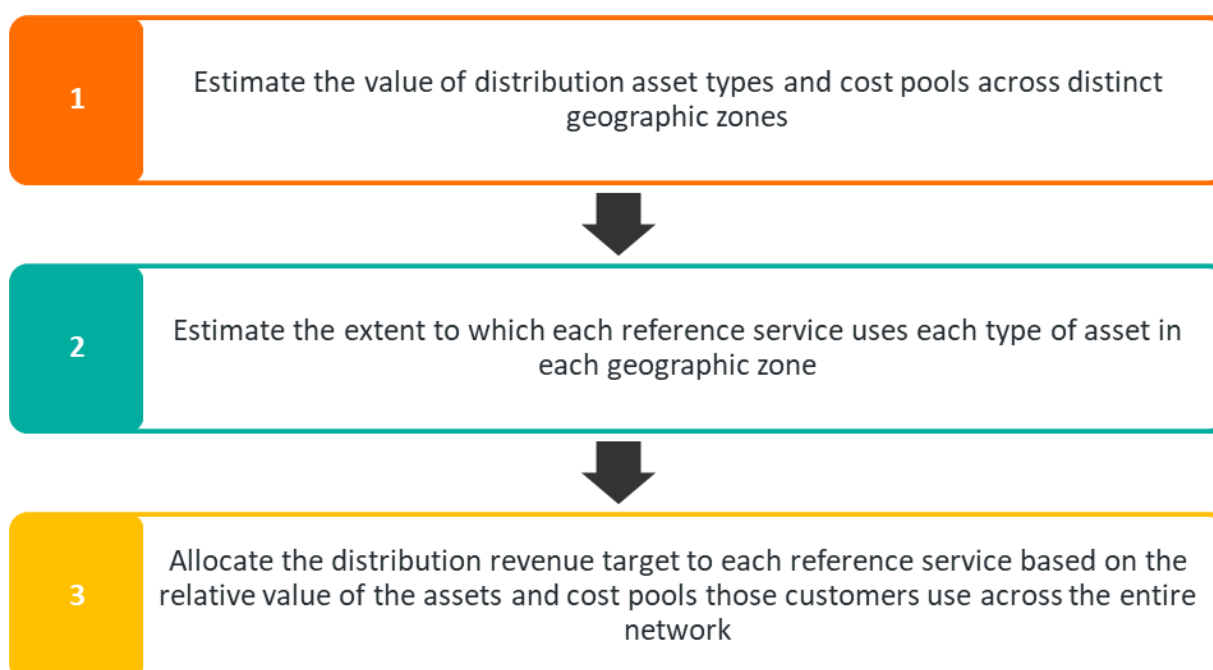 1
Estimate the value of distribution asset types and cost pools across distinct
geographic zones
2
Estimate the extent to which each reference service uses each type of asset in
each geographic zone
3
Allocate the distribution revenue target to each reference service based on the
relative value of the assets and cost pools those customers use across the entire
network